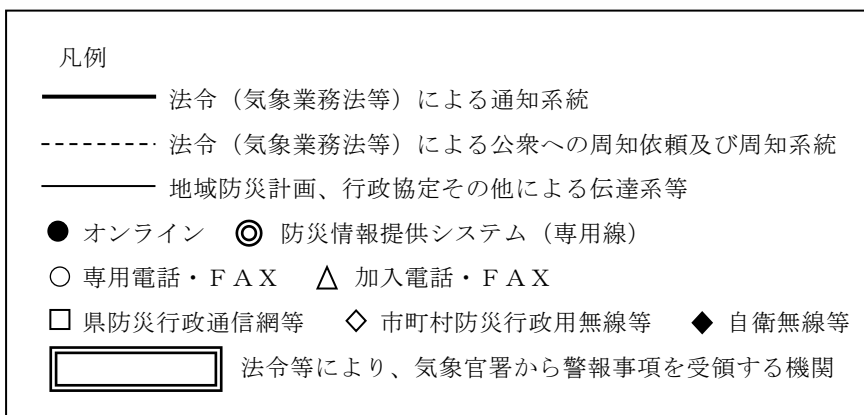 凡例
法令（気象業務法等）による通知系統
法令（気象業務法等）による公衆への周知依頼及び周知系統
地域防災計画、行政協定その他による伝達系等
● オンライン ◎ 防災情報提供システム（専用線）
○ 専用電話・ＦＡＸ △ 加入電話・ＦＡＸ
□ 県防災行政通信網等 ◇ 市町村防災行政用無線等 ◆ 自衛無線等
法令等により、気象官署から警報事項を受領する機関